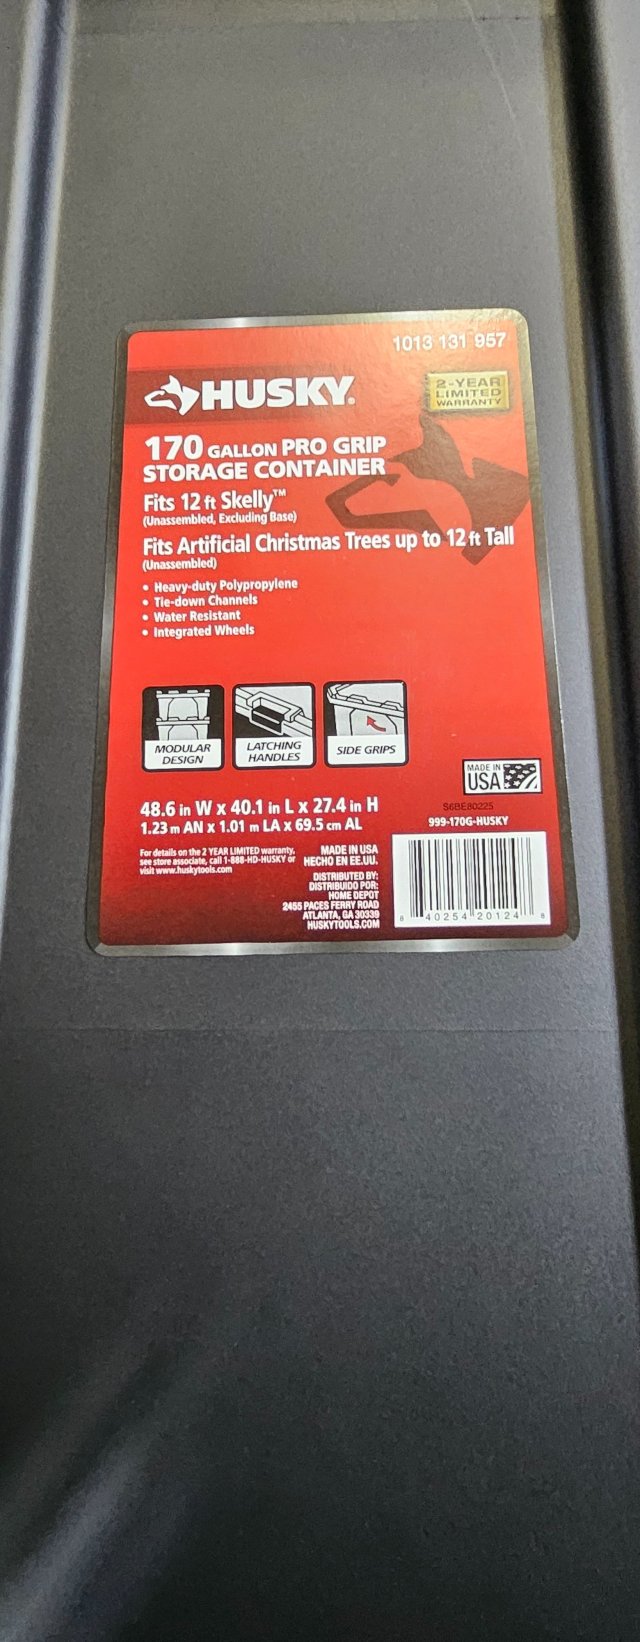 1013 131 957
HUSKY®
2-YEAR
LIMITED
WARRANTY
170 GALLON PRO GRIP
STORAGE CONTAINER
Fits 12 ft Skelly™
(Unassembled, Excluding Base)
Fits Artificial Christmas Trees up to 12 ft Tall
(Unassembled)
• Heavy-duty Polypropylene
• Tie-down Channels
• Water Resistant
• Integrated Wheels
MODULAR
DESIGN
LATCHING
HANDLES
SIDE GRIPS
MADE IN
USA
48.6 in W x 40.1 in L x 27.4 in H
1.23 m AN x 1.01 m LA x 69.5 cm AL
S6BE80225
999-170G-HUSKY
For details on the 2 YEAR LIMITED warranty,
see store associate, call 1-888-HD-HUSKY or
visit www.huskytools.com
MADE IN USA
HECHO EN EE.UU.
DISTRIBUTED BY:
DISTRIBUIDO POR:
HOME DEPOT
2455 PACES FERRY ROAD
ATLANTA, GA 30339
HUSKYTOOLS.COM
8 40254 20124 8